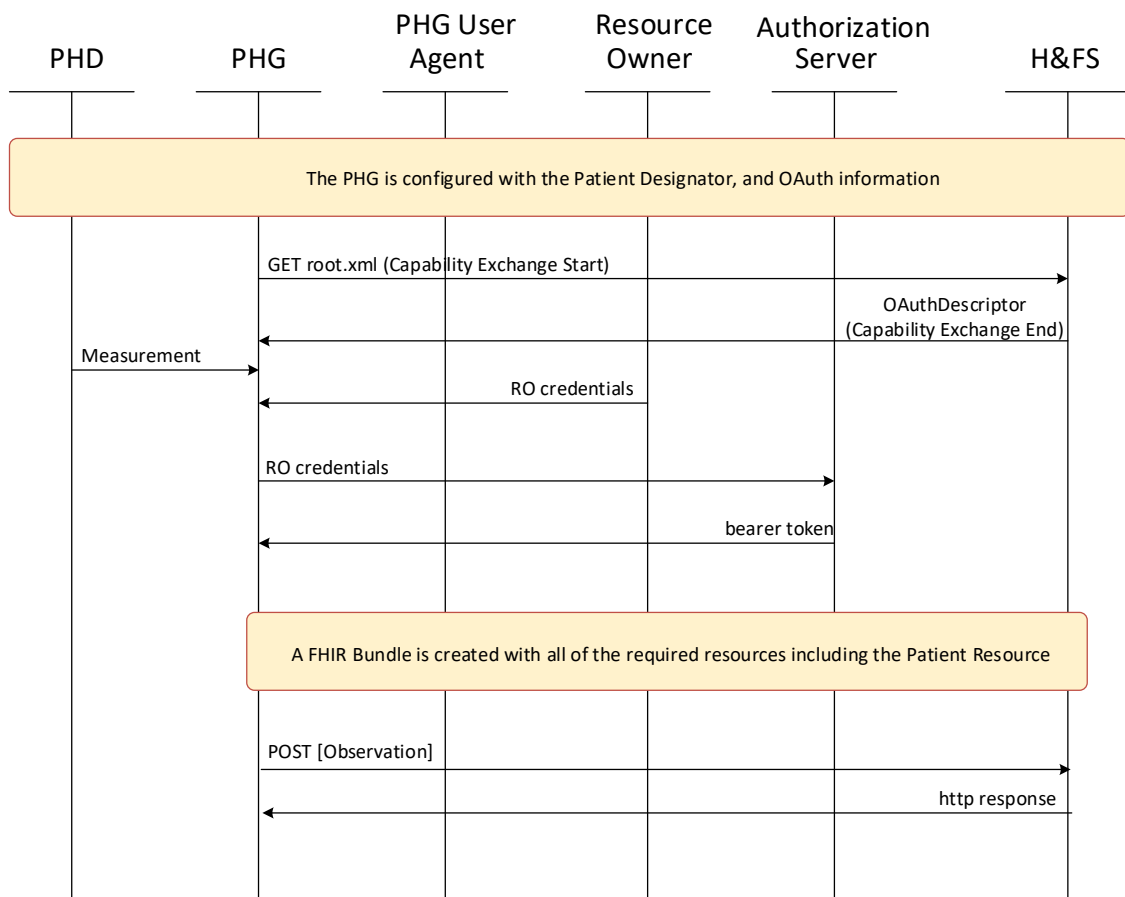 PHD
PHG
PHG User
Agent
Resource
Owner
Authorization
Server
H&FS
The PHG is configured with the Patient Designator, and OAuth information
GET root.xml (Capability Exchange Start)
OAuthDescriptor
(Capability Exchange End)
Measurement
RO credentials
RO credentials
bearer token
A FHIR Bundle is created with all of the required resources including the Patient Resource
POST [Observation]
http response